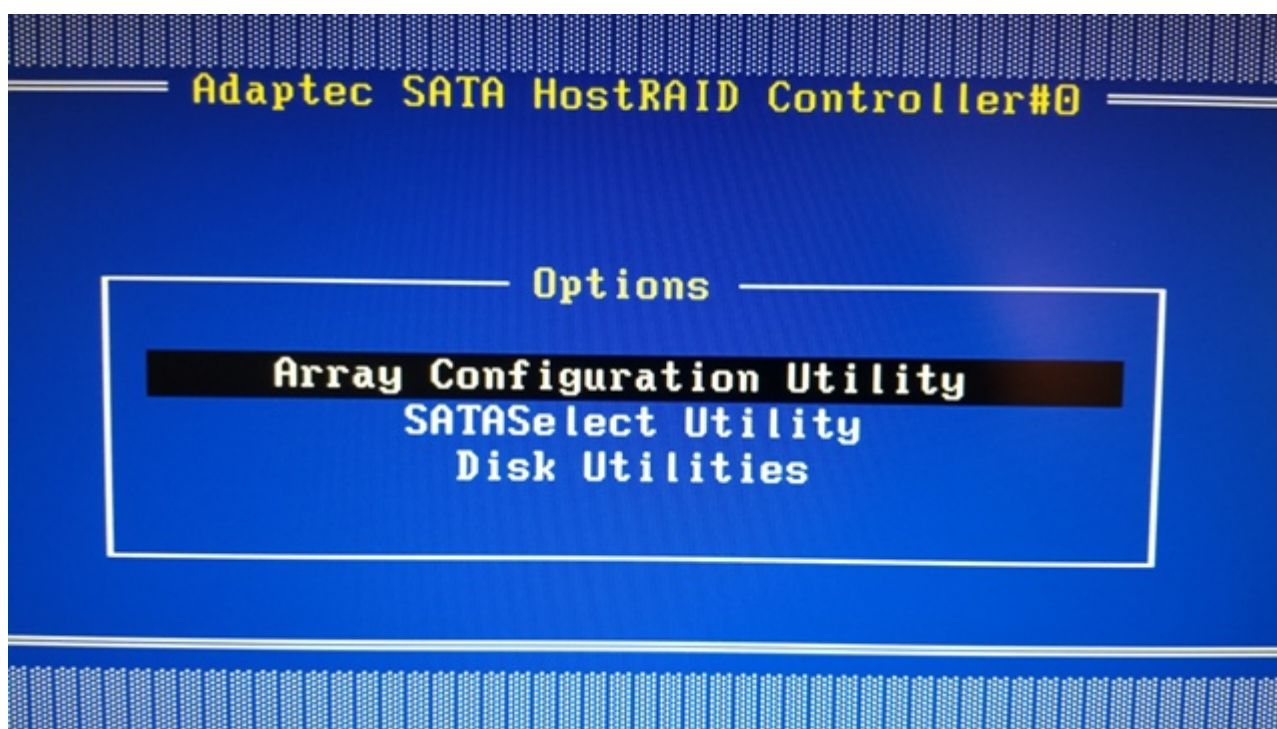 Adaptec SATA HostRAID Controller#0
Options
Array Configuration Utility
SATASelect Utility
Disk Utilities